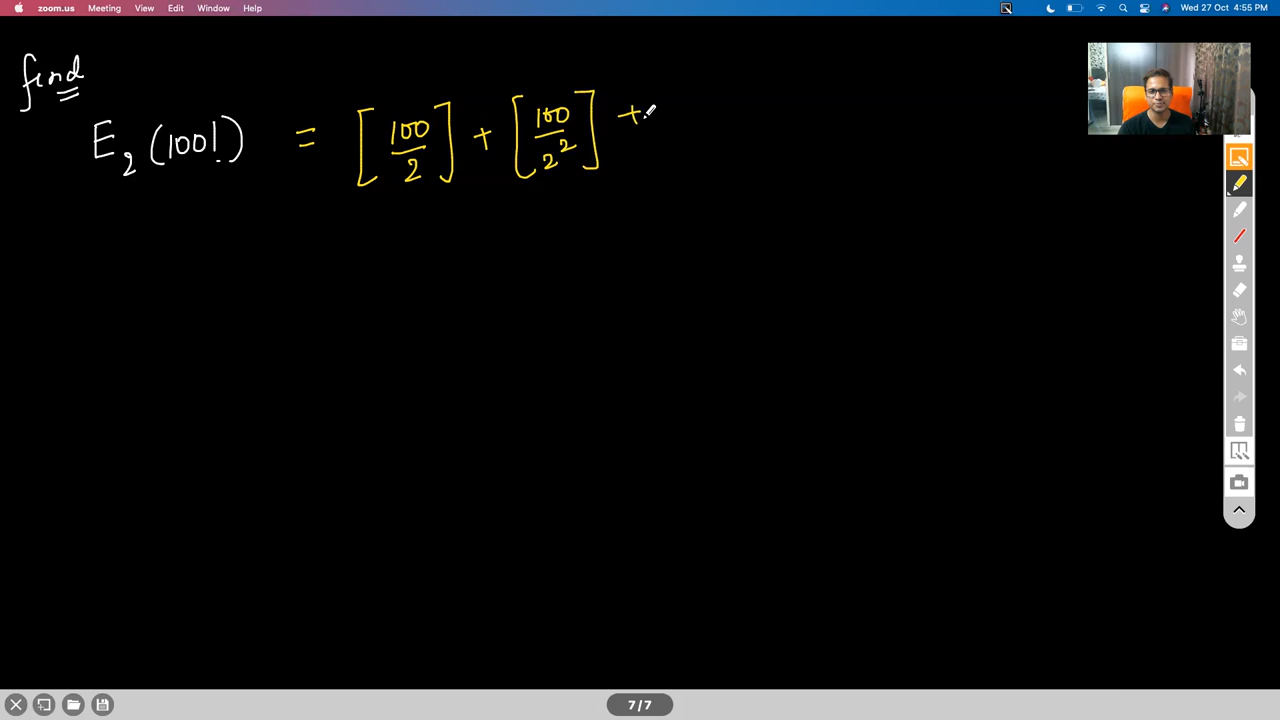 zoom.us Meeting View Edit Window Help Wed 27 Oct 4:55 PM
find
E₂(100!) = [100/2] + [100/2²] +
7/7